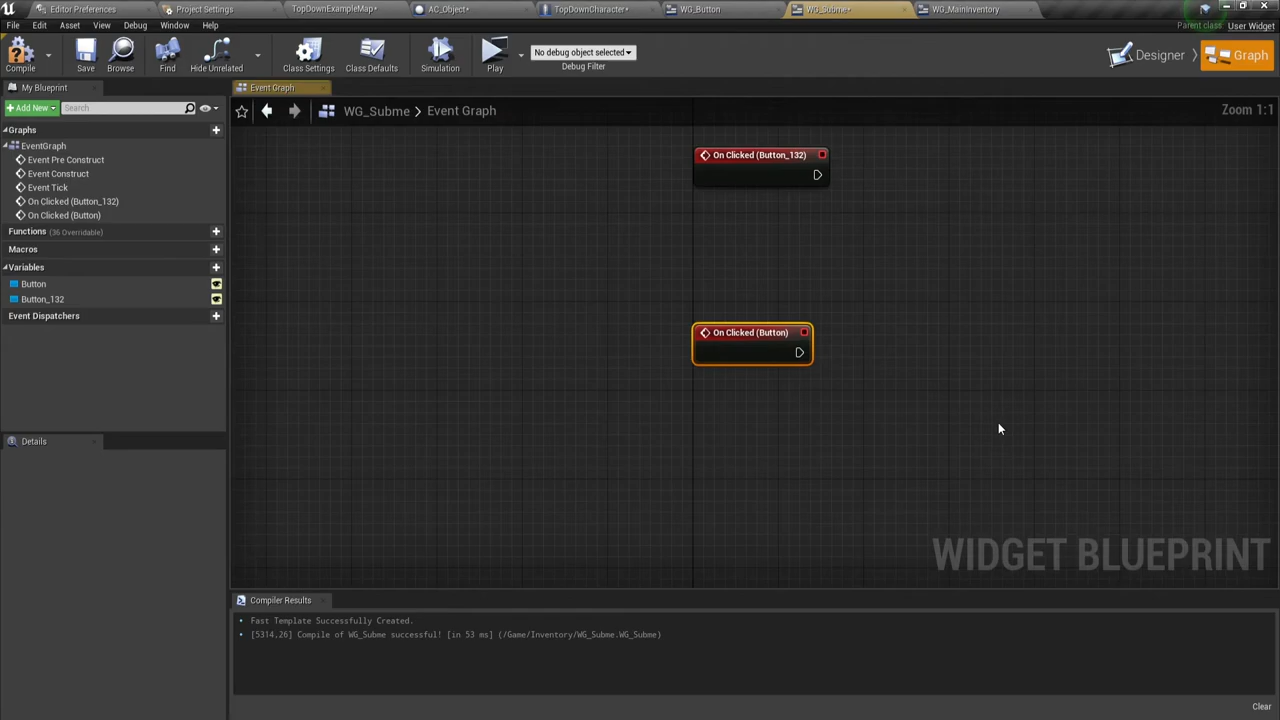 Editor Preferences
Project Settings
TopDownExampleMap•
AC_Object•
TopDownCharacter•
WG_Button
WG_Subme•
WG_MainInventory
File Edit Asset View Debug Window Help
Parent class: User Widget
Compile
Save
Browse
Find
Hide Unrelated
Class Settings
Class Defaults
Simulation
Play
No debug object selected
Debug Filter
Designer
Graph
My Blueprint
Event Graph
Add New
Search
WG_Subme > Event Graph
Zoom 1:1
Graphs
EventGraph
Event Pre Construct
Event Construct
Event Tick
On Clicked (Button_132)
On Clicked (Button)
Functions (36 Overridable)
Macros
Variables
Button
Button_132
Event Dispatchers
On Clicked (Button_132)
On Clicked (Button)
Details
WIDGET BLUEPRINT
Compiler Results
• Fast Template Successfully Created.
• [5314.26] Compile of WG_Subme successful! [in 53 ms] (/Game/Inventory/WG_Subme.WG_Subme)
Clear